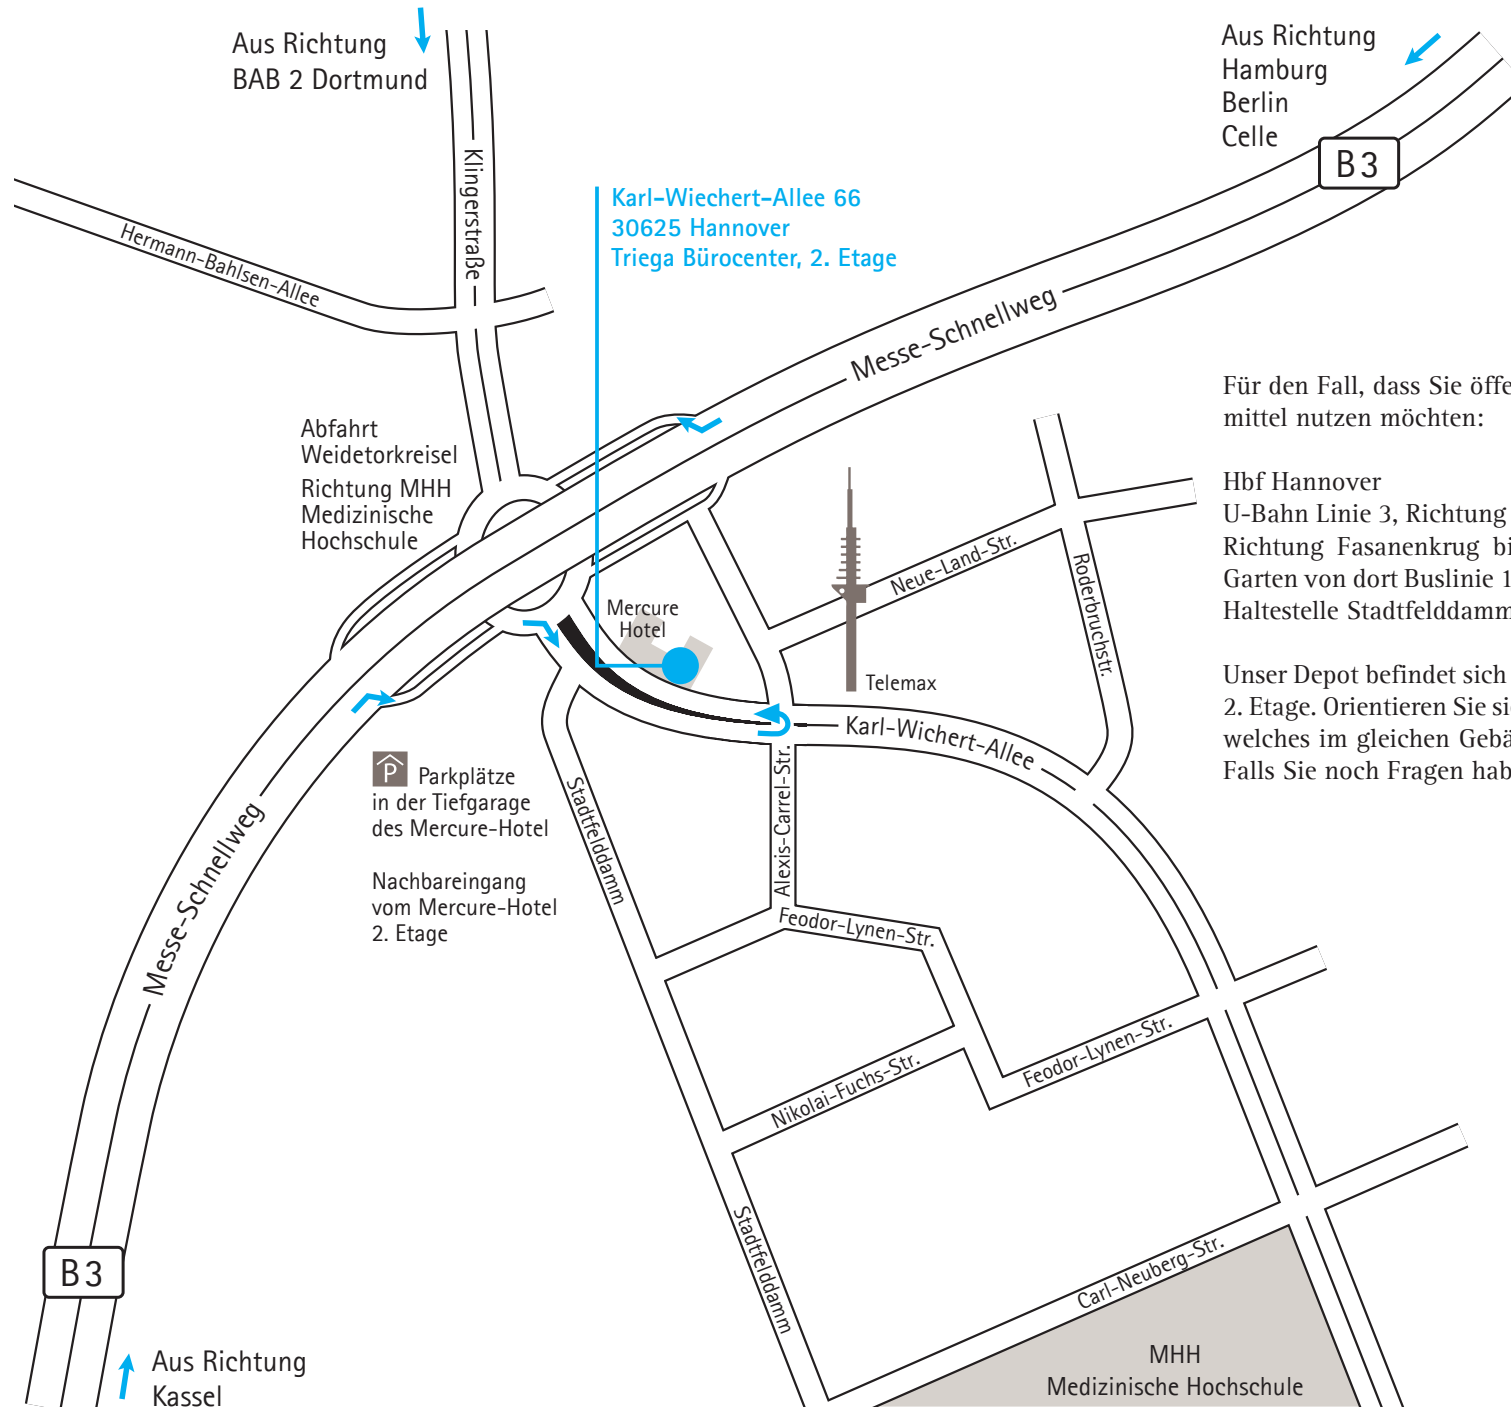 Aus Richtung
BAB 2 Dortmund
Aus Richtung
Hamburg
Berlin
Celle
B3
Klingerstraße
Hermann-Bahlsen-Allee
Karl-Wiechert-Allee 66
30625 Hannover
Triega Bürocenter, 2. Etage
Messe-Schnellweg
Abfahrt
Weidetorkreisel
Richtung MHH
Medizinische
Hochschule
Für den Fall, dass Sie öffe
mittel nutzen möchten:
Hbf Hannover
U-Bahn Linie 3, Richtung
Richtung Fasanenkrug bi
Garten von dort Buslinie 1
Haltestelle Stadtfelddamm
Unser Depot befindet sich
2. Etage. Orientieren Sie si
welches im gleichen Gebä
Falls Sie noch Fragen hab
Neue-Land-Str.
Roderbruchstr.
Mercure
Hotel
Telemax
Karl-Wichert-Allee
P Parkplätze
in der Tiefgarage
des Mercure-Hotel
Nachbareingang
vom Mercure-Hotel
2. Etage
Stadtfelddamm
Alexis-Carrel-Str.
Messe-Schnellweg
Feodor-Lynen-Str.
Feodor-Lynen-Str.
Nikolai-Fuchs-Str.
Stadtfelddamm
Carl-Neuberg-Str.
B3
Aus Richtung
Kassel
MHH
Medizinische Hochschule